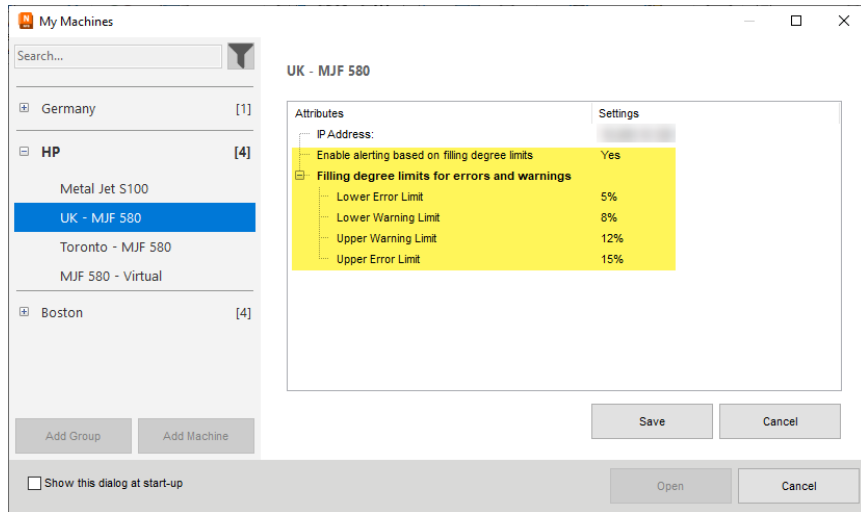 My Machines
Search...
Germany [1]
HP [4]
Metal Jet S100
UK - MJF 580
Toronto - MJF 580
MJF 580 - Virtual
Boston [4]
Add Group Add Machine
UK - MJF 580
Attributes Settings
IP Address:
Enable alerting based on filling degree limits Yes
Filling degree limits for errors and warnings
Lower Error Limit 5%
Lower Warning Limit 8%
Upper Warning Limit 12%
Upper Error Limit 15%
Save Cancel
Show this dialog at start-up
Open Cancel